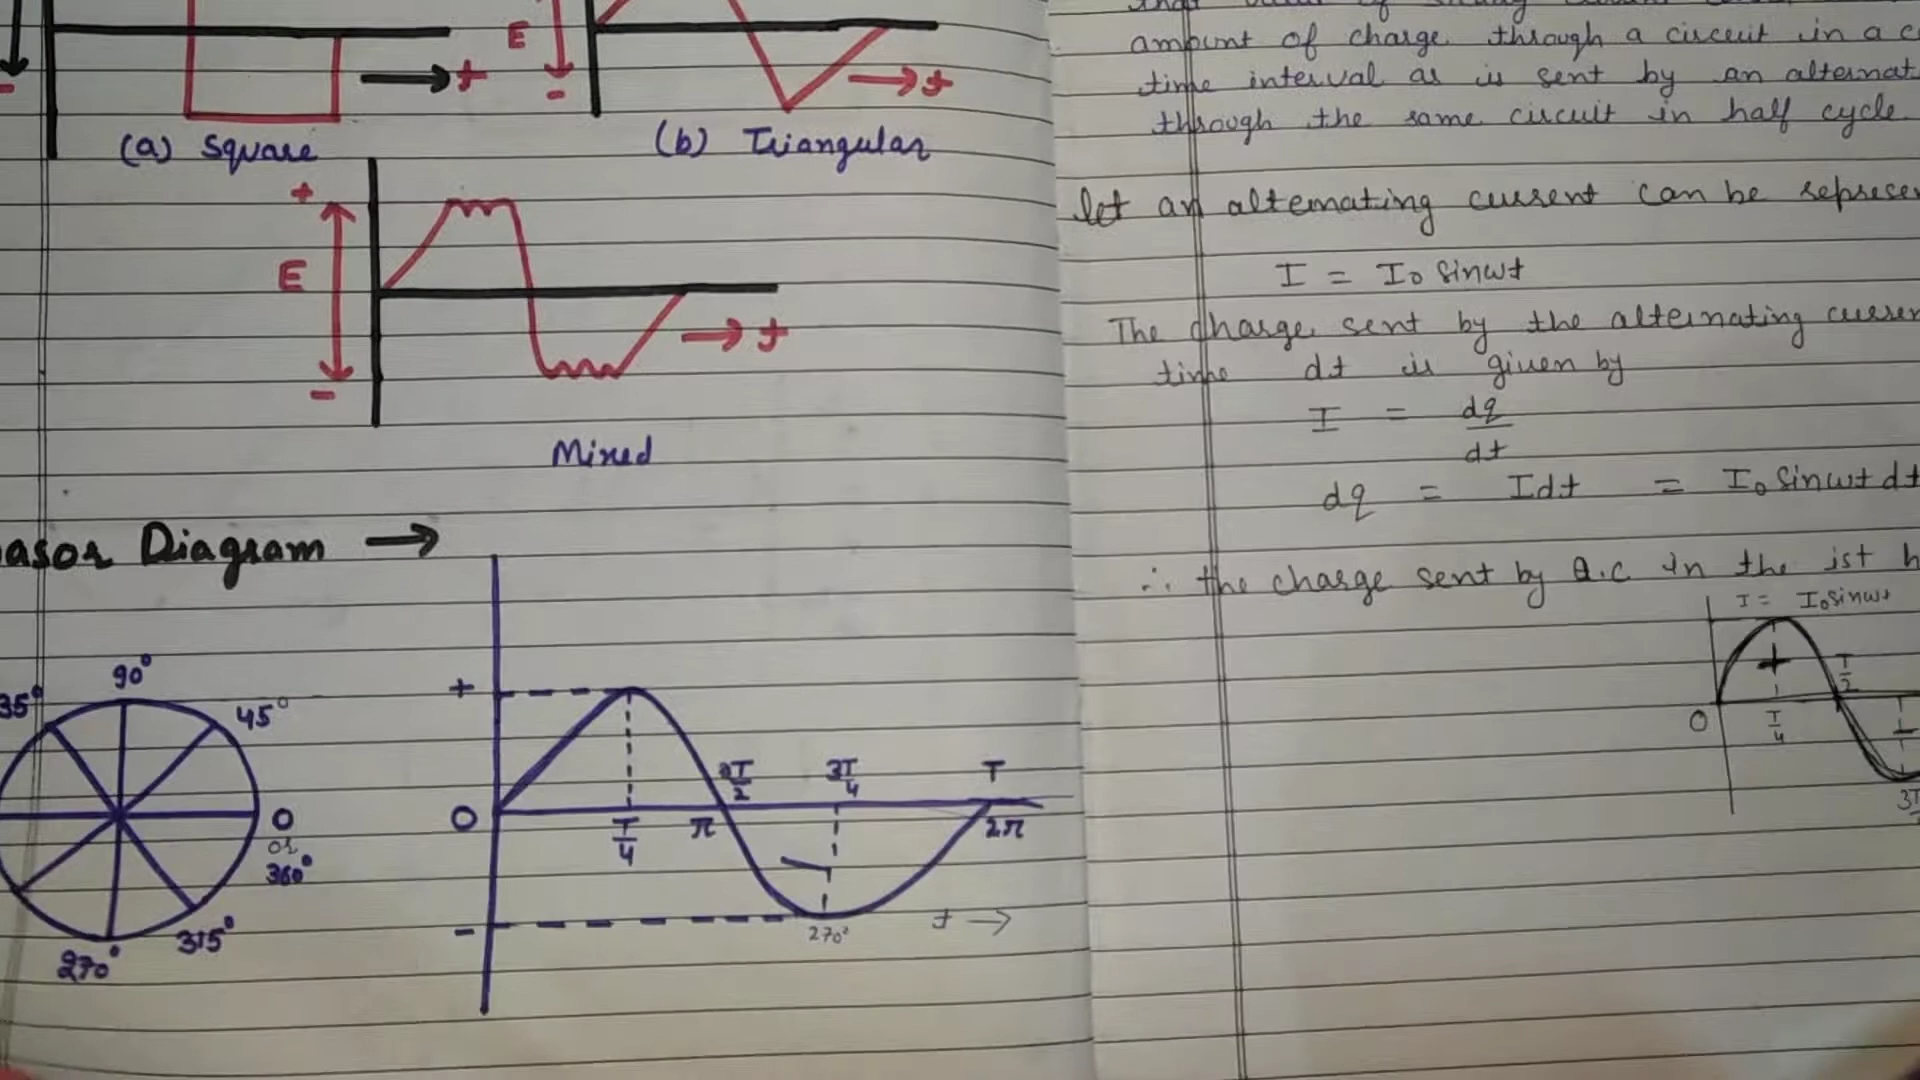 E
-
-
t
t
(a) Square
(b) Triangular
+
E
t
-
Mixed
Diagram →
90°
45°
35°
O
or
360°
315°
270°
+
O
T/4
π
T/2
3T/4
T
2π
-
270°
t →
amount of charge through a circuit in a
time interval as is sent by an alternat
through the same circuit in half cycle.
let an alternating current can be represe
I = I₀ Sinωt
The charge sent by the alternating curren
time dt is given by
I = dq/dt
dq = Idt = I₀ Sinωt dt
∴ the charge sent by A.C in the ist h
I = I₀Sinωt
+
T/2
O
T/4
-